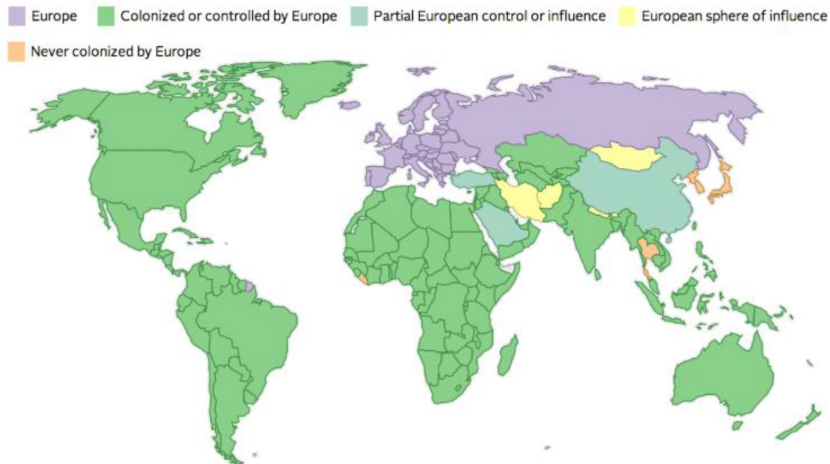 Europe Colonized or controlled by Europe Partial European control or influence European sphere of influence
Never colonized by Europe